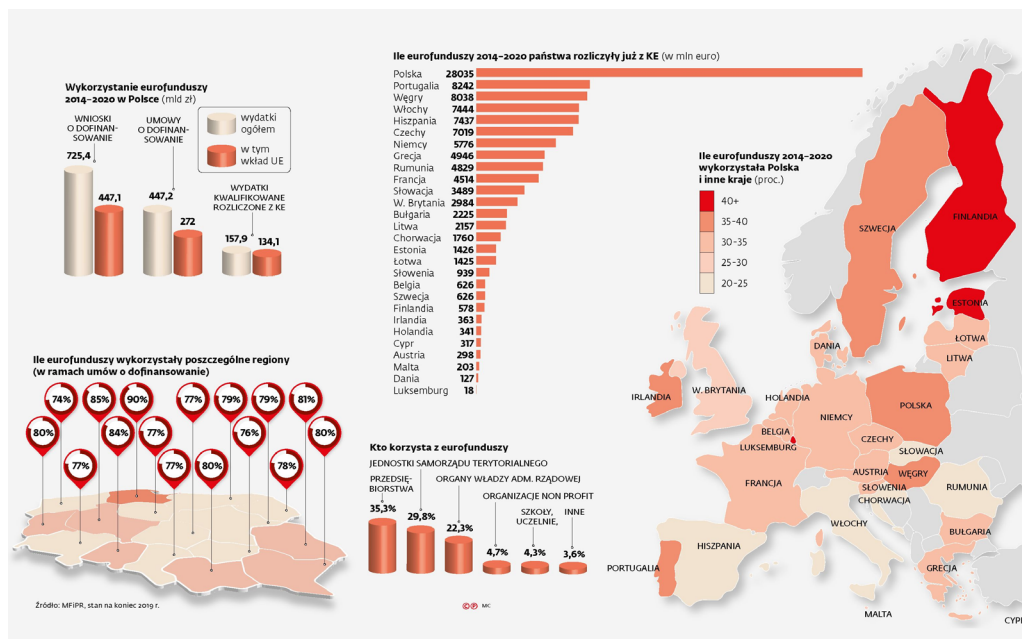 Wykorzystanie eurofunduszy
2014–2020 w Polsce (mld zł)
WNIOSKI
O DOFINAN-
SOWANIE
UMOWY
O DOFINAN-
SOWANIE
wydatki
ogółem
w tym
wkład UE
WYDATKI
KWALIFIKOWANE
ROZLICZONE Z KE
725,4
447,1
447,2
272
157,9
134,1
Ile eurofunduszy 2014–2020 państwa rozliczyły już z KE (w mln euro)
Polska 28035
Portugalia 8242
Węgry 8038
Włochy 7444
Hiszpania 7437
Czechy 7019
Niemcy 5776
Grecja 4946
Rumunia 4829
Francja 4514
Słowacja 3489
W. Brytania 2984
Bułgaria 2225
Litwa 2157
Chorwacja 1760
Estonia 1426
Łotwa 1425
Słowenia 939
Belgia 626
Szwecja 626
Finlandia 578
Irlandia 363
Holandia 341
Cypr 317
Austria 298
Malta 203
Dania 127
Luksemburg 18
Ile eurofunduszy 2014–2020
wykorzystała Polska
i inne kraje (proc.)
40+
35-40
30-35
25-30
20-25
FINLANDIA
SZWECJA
ESTONIA
ŁOTWA
LITWA
DANIA
IRLANDIA
W. BRYTANIA
HOLANDIA
BELGIA
LUKSEMBURG
NIEMCY
POLSKA
CZECHY
SŁOWACJA
FRANCJA
AUSTRIA
WĘGRY
SŁOWENIA
CHORWACJA
RUMUNIA
WŁOCHY
BUŁGARIA
HISZPANIA
PORTUGALIA
GRECJA
MALTA
CYP
Ile eurofunduszy wykorzystały poszczególne regiony
(w ramach umów o dofinansowanie)
74% 85% 90% 77% 79% 79% 81%
80% 84% 77% 76% 80%
77% 77% 80% 78%
Kto korzysta z eurofunduszy
JEDNOSTKI SAMORZĄDU TERYTORIALNEGO
PRZEDSIĘ-
BIORSTWA
ORGANY WŁADZY ADM. RZĄDOWEJ
ORGANIZACJE NON PROFIT
SZKOŁY,
UCZELNIE,
INNE
35,3%
29,8%
22,3%
4,7%
4,3%
3,6%
Źródło: MFiPR, stan na koniec 2019 r.
©℗ MC